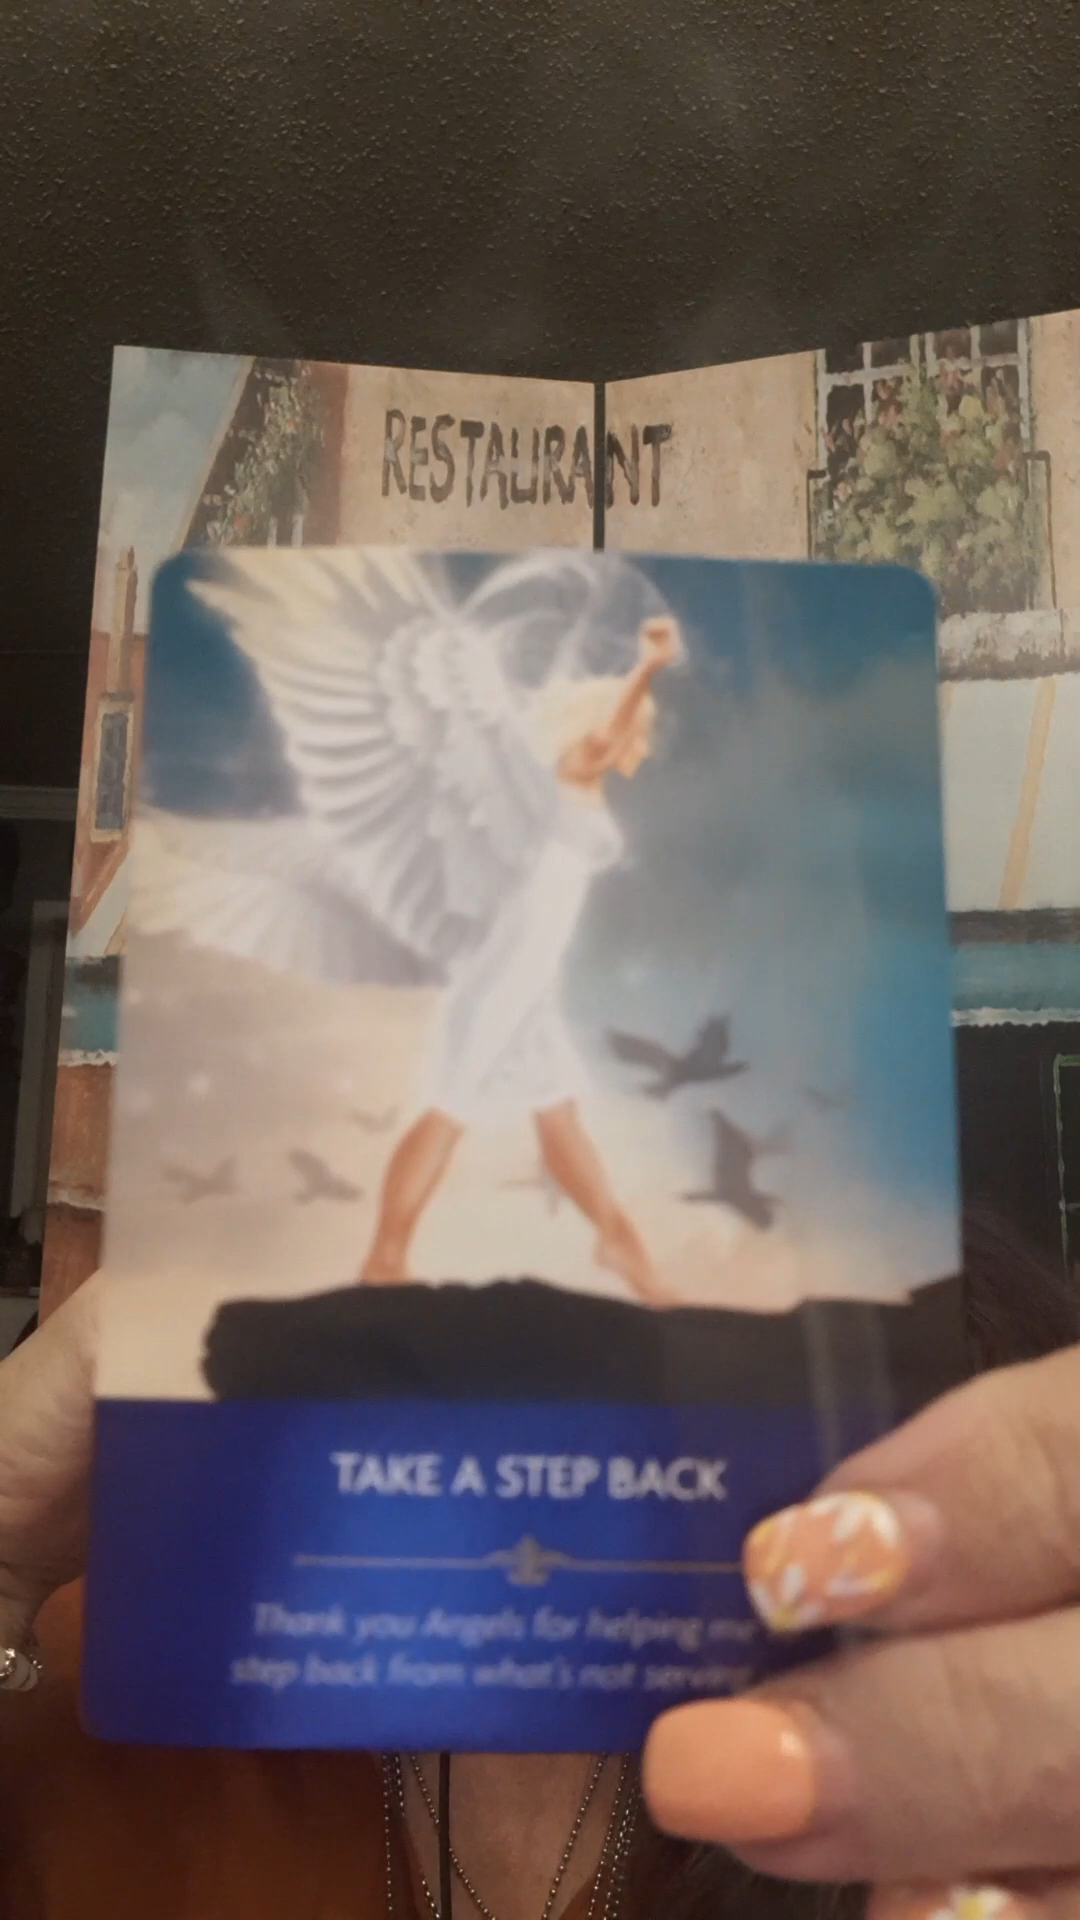 RESTAURANT
TAKE A STEP BACK
Thank you Angels for helping me
step back from what's not serving